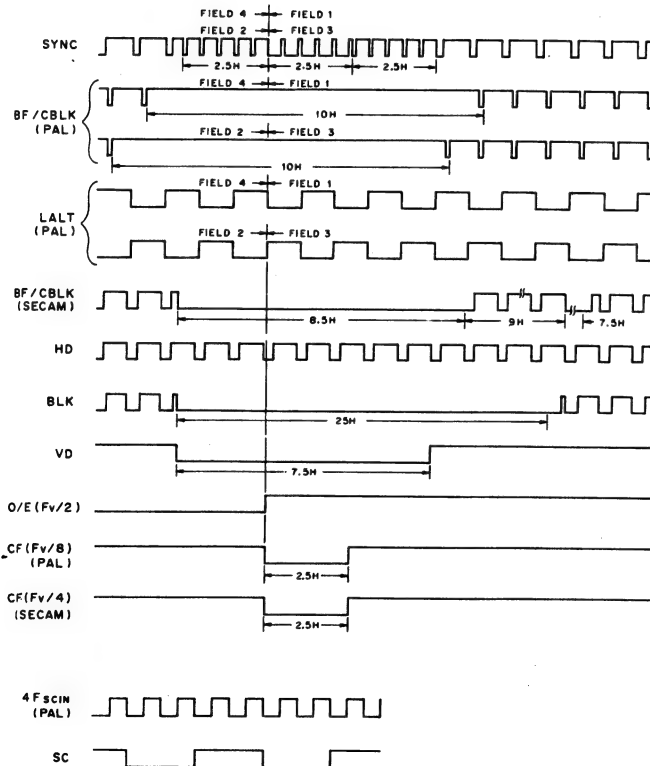 FIELD 4 FIELD 1
FIELD 2 FIELD 3
SYNC
2.5H 2.5H 2.5H
FIELD 4 FIELD 1
BF/CBLK
(PAL)
10H
FIELD 2 FIELD 3
10H
FIELD 4 FIELD 1
LALT
(PAL)
FIELD 2 FIELD 3
BF/CBLK
(SECAM)
8.5H 9H 7.5H
HD
BLK
25H
VD
7.5H
O/E(Fv/2)
CF(Fv/8)
(PAL)
2.5H
CF(Fv/4)
(SECAM)
2.5H
4FSCIN
(PAL)
SC